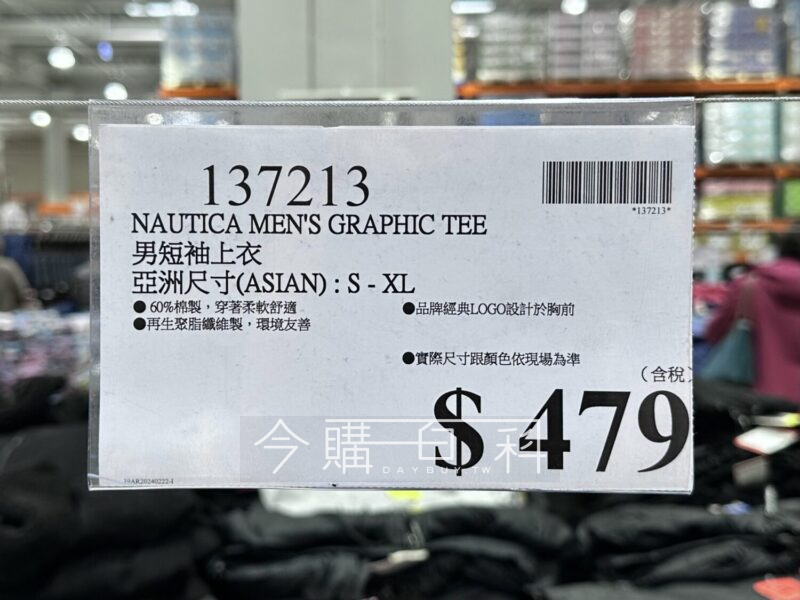 137213
*137213*
NAUTICA MEN'S GRAPHIC TEE
男短袖上衣
亞洲尺寸(ASIAN) : S - XL
● 60%棉製，穿著柔軟舒適
●再生聚脂纖維製，環境友善
●品牌經典LOGO設計於胸前
●實際尺寸跟顏色依現場為準
(含稅)
$ 479
今購百科
DAYBUY.TW
39AR20240222-I